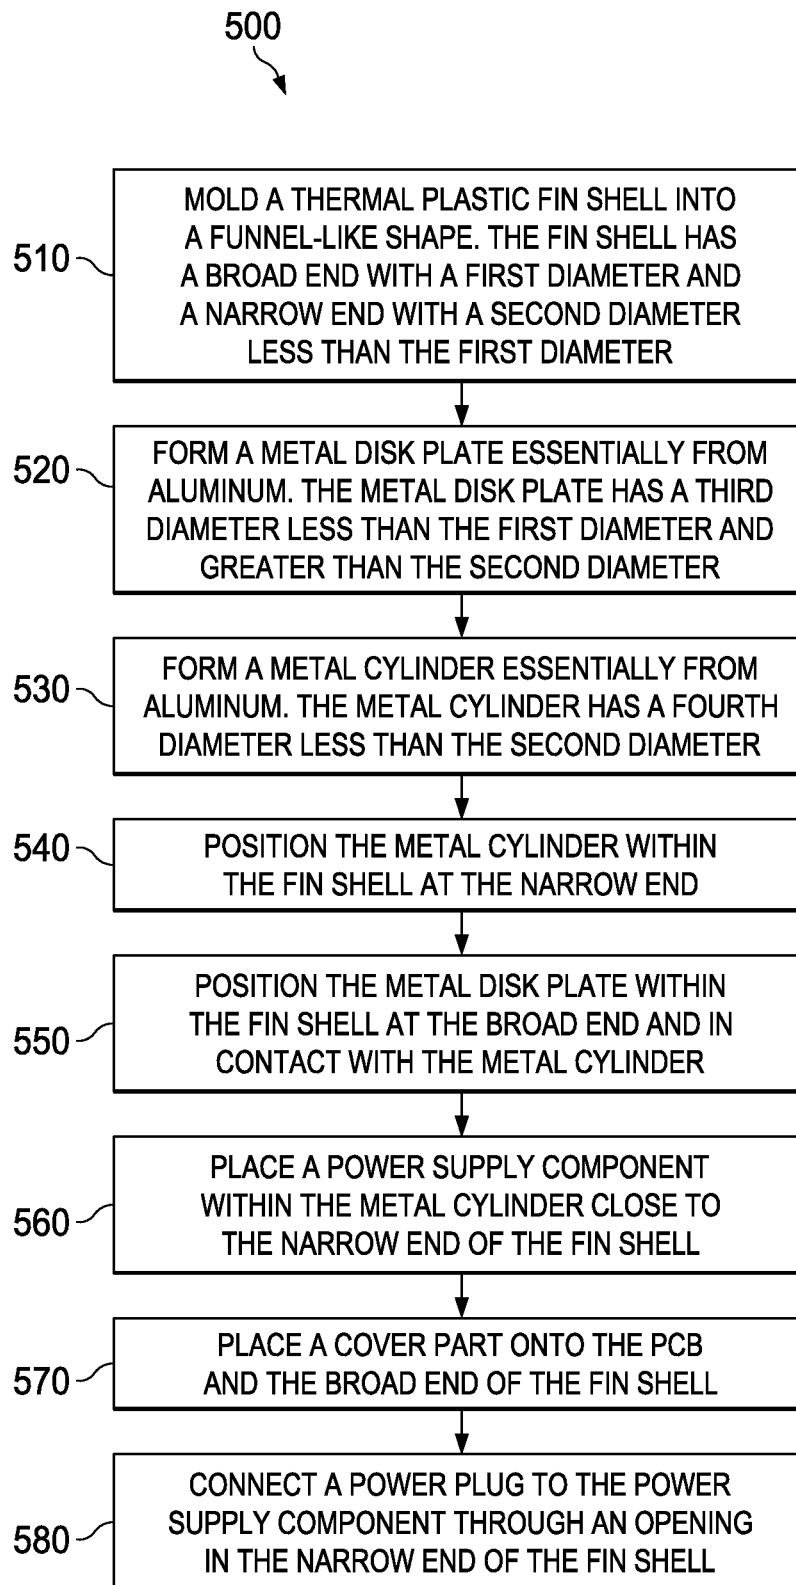 500
510
MOLD A THERMAL PLASTIC FIN SHELL INTO
A FUNNEL-LIKE SHAPE. THE FIN SHELL HAS
A BROAD END WITH A FIRST DIAMETER AND
A NARROW END WITH A SECOND DIAMETER
LESS THAN THE FIRST DIAMETER
520
FORM A METAL DISK PLATE ESSENTIALLY FROM
ALUMINUM. THE METAL DISK PLATE HAS A THIRD
DIAMETER LESS THAN THE FIRST DIAMETER AND
GREATER THAN THE SECOND DIAMETER
530
FORM A METAL CYLINDER ESSENTIALLY FROM
ALUMINUM. THE METAL CYLINDER HAS A FOURTH
DIAMETER LESS THAN THE SECOND DIAMETER
540
POSITION THE METAL CYLINDER WITHIN
THE FIN SHELL AT THE NARROW END
550
POSITION THE METAL DISK PLATE WITHIN
THE FIN SHELL AT THE BROAD END AND IN
CONTACT WITH THE METAL CYLINDER
560
PLACE A POWER SUPPLY COMPONENT
WITHIN THE METAL CYLINDER CLOSE TO
THE NARROW END OF THE FIN SHELL
570
PLACE A COVER PART ONTO THE PCB
AND THE BROAD END OF THE FIN SHELL
580
CONNECT A POWER PLUG TO THE POWER
SUPPLY COMPONENT THROUGH AN OPENING
IN THE NARROW END OF THE FIN SHELL